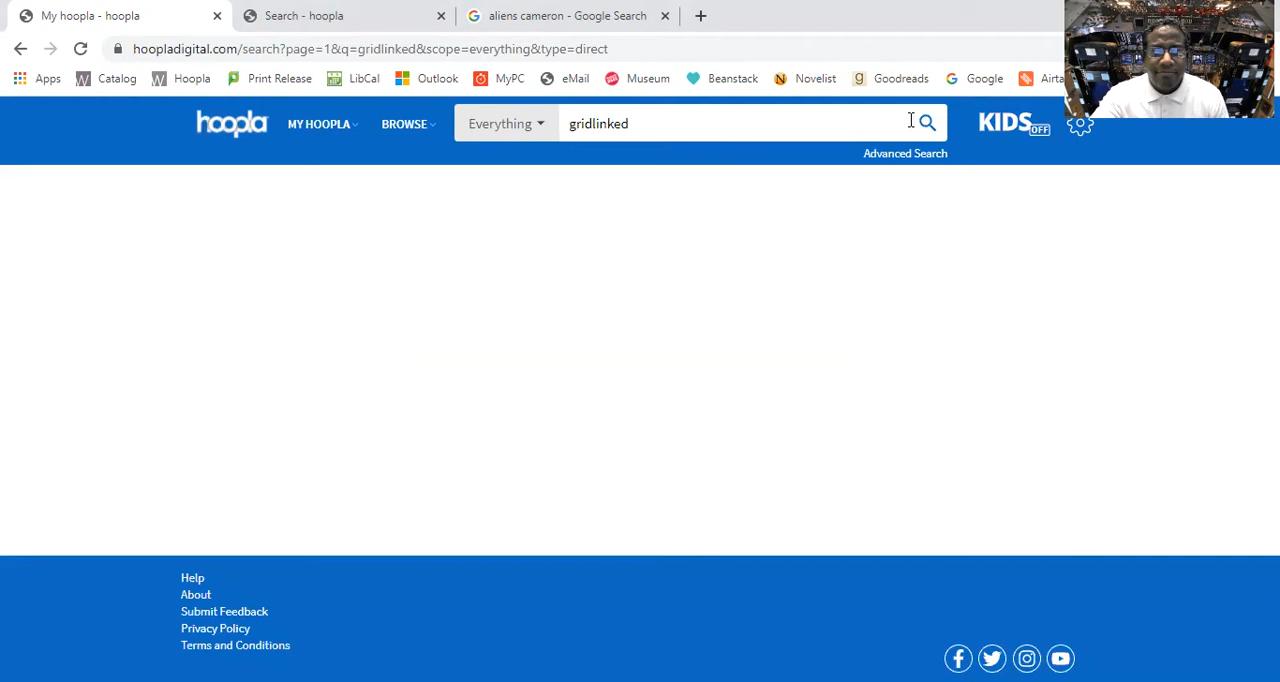 My hoopla - hoopla
Search - hoopla
aliens cameron - Google Search
hoopladigital.com/search?page=1&q=gridlinked&scope=everything&type=direct
Apps Catalog Hoopla Print Release LibCal Outlook MyPC eMail Museum Beanstack Novelist Goodreads Google Airta
hoopla MY HOOPLA BROWSE Everything gridlinked KIDS OFF
Advanced Search
Help
About
Submit Feedback
Privacy Policy
Terms and Conditions